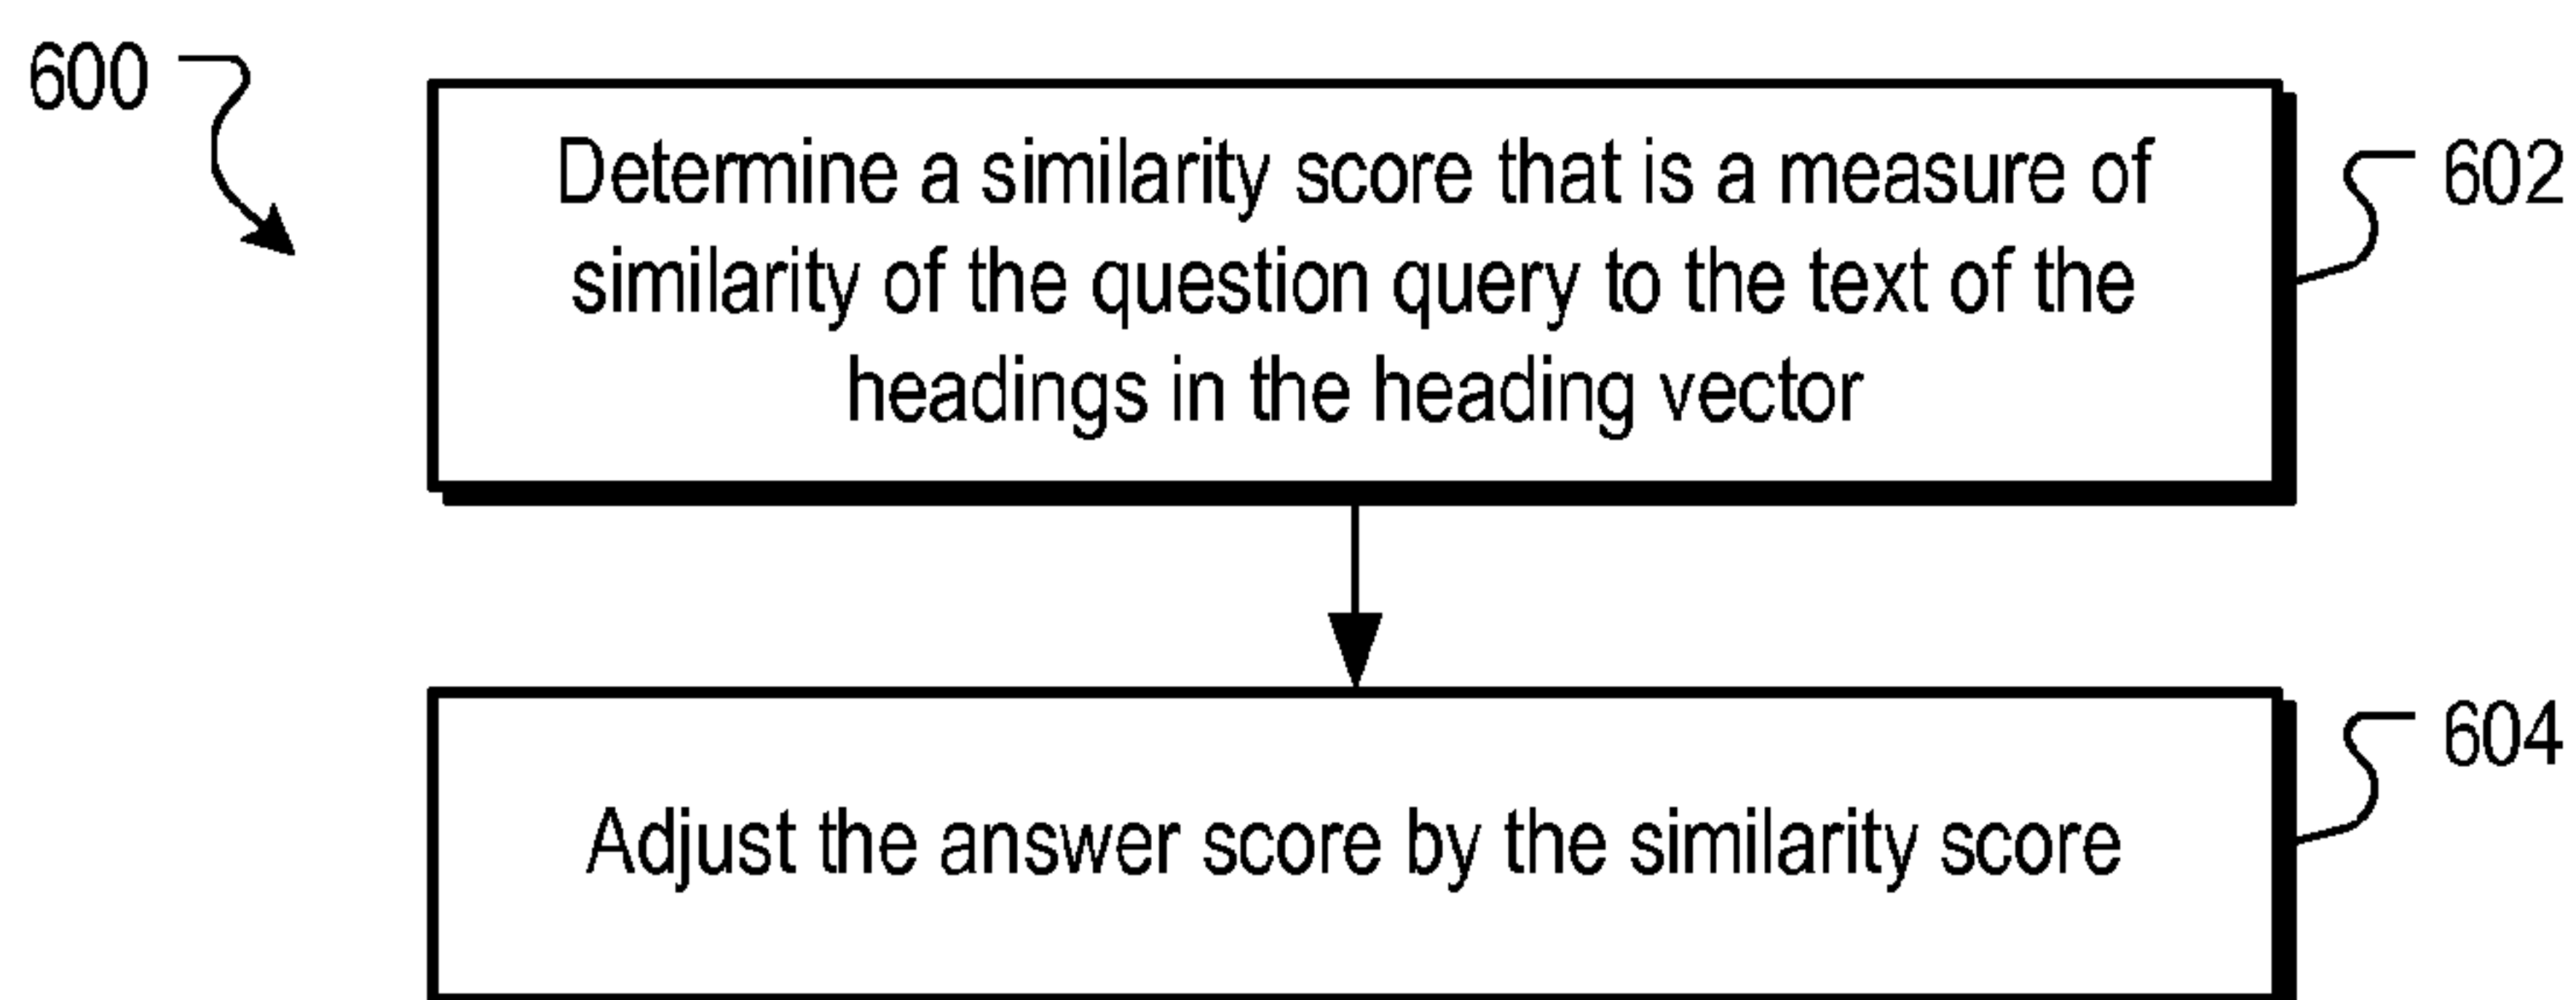 600
Determine a similarity score that is a measure of
similarity of the question query to the text of the
headings in the heading vector
602
Adjust the answer score by the similarity score
604